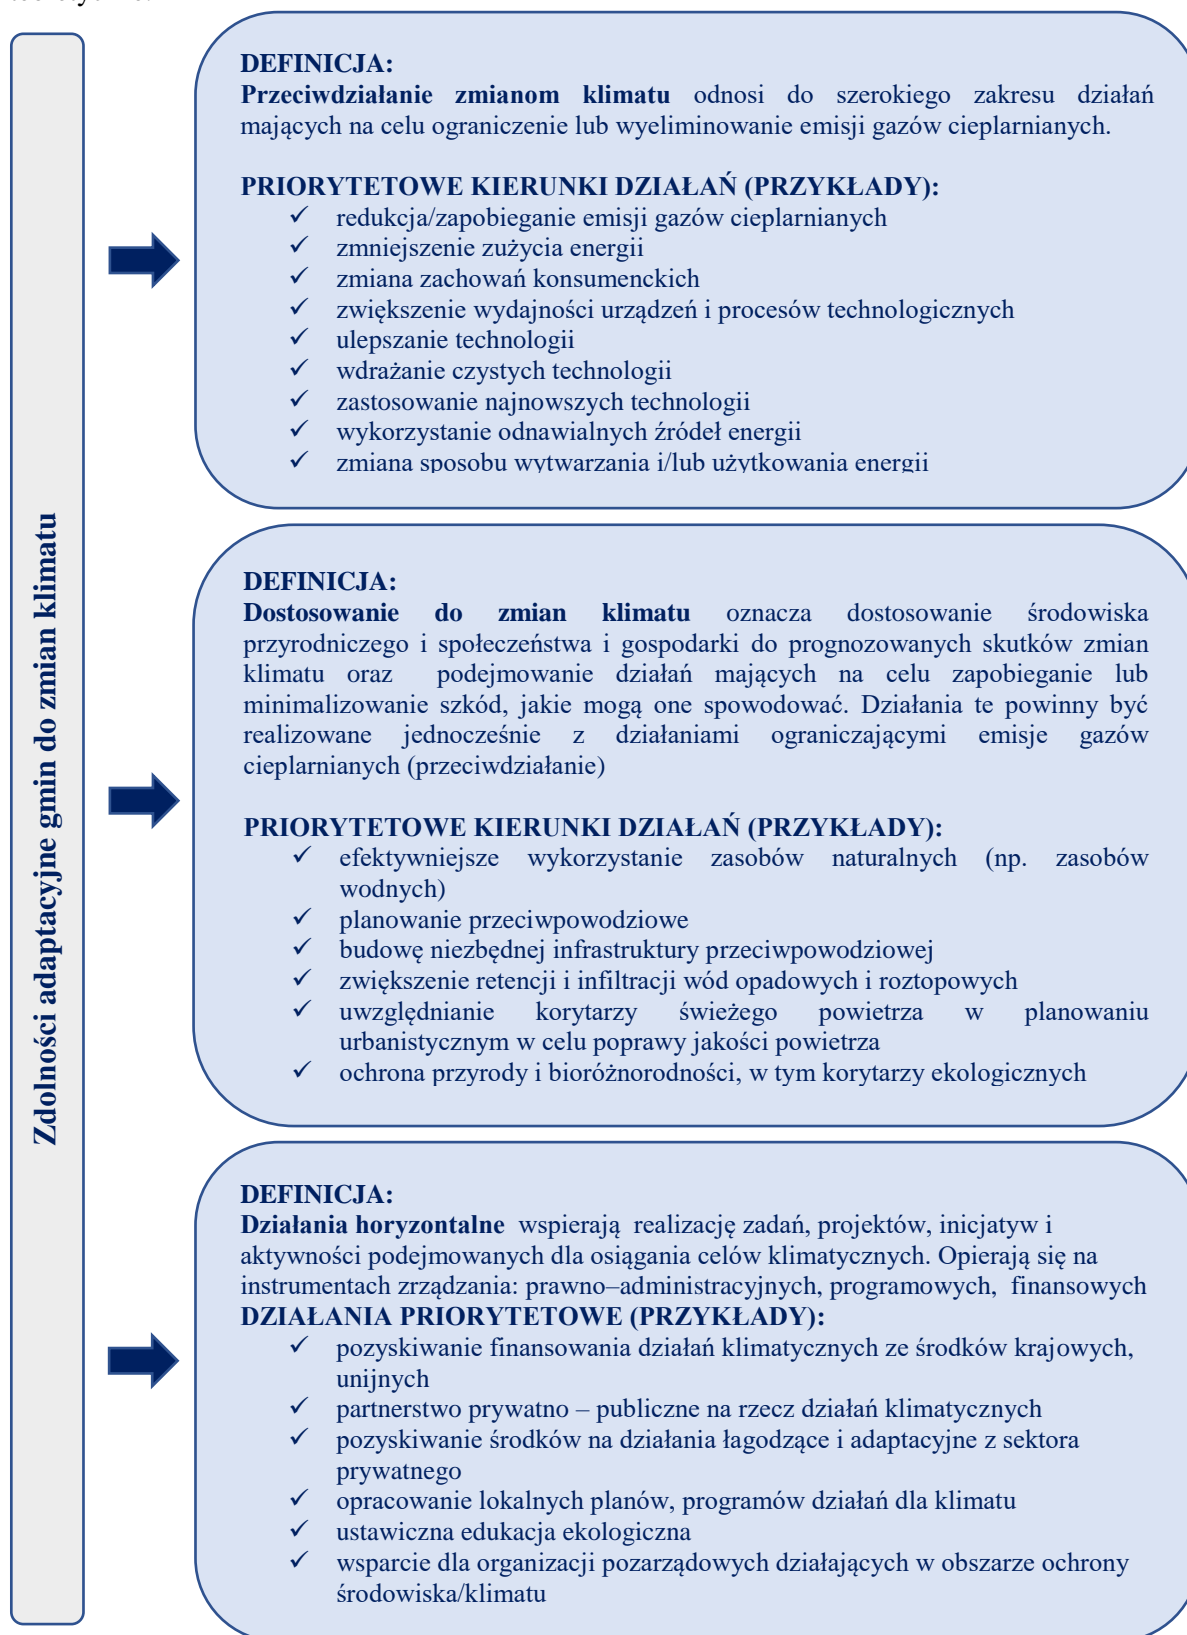 Zdolności adaptacyjne gmin do zmian klimatu
DEFINICJA:
Przeciwdziałanie zmianom klimatu odnosi do szerokiego zakresu działań
mających na celu ograniczenie lub wyeliminowanie emisji gazów cieplarnianych.
PRIORYTETOWE KIERUNKI DZIAŁAŃ (PRZYKŁADY):
✓ redukcja/zapobieganie emisji gazów cieplarnianych
✓ zmniejszenie zużycia energii
✓ zmiana zachowań konsumenckich
✓ zwiększenie wydajności urządzeń i procesów technologicznych
✓ ulepszanie technologii
✓ wdrażanie czystych technologii
✓ zastosowanie najnowszych technologii
✓ wykorzystanie odnawialnych źródeł energii
✓ zmiana sposobu wytwarzania i/lub użytkowania energii
DEFINICJA:
Dostosowanie do zmian klimatu oznacza dostosowanie środowiska
przyrodniczego i społeczeństwa i gospodarki do prognozowanych skutków zmian
klimatu oraz podejmowanie działań mających na celu zapobieganie lub
minimalizowanie szkód, jakie mogą one spowodować. Działania te powinny być
realizowane jednocześnie z działaniami ograniczającymi emisje gazów
cieplarnianych (przeciwdziałanie)
PRIORYTETOWE KIERUNKI DZIAŁAŃ (PRZYKŁADY):
✓ efektywniejsze wykorzystanie zasobów naturalnych (np. zasobów
wodnych)
✓ planowanie przeciwpowodziowe
✓ budowę niezbędnej infrastruktury przeciwpowodziowej
✓ zwiększenie retencji i infiltracji wód opadowych i roztopowych
✓ uwzględnianie korytarzy świeżego powietrza w planowaniu
urbanistycznym w celu poprawy jakości powietrza
✓ ochrona przyrody i bioróżnorodności, w tym korytarzy ekologicznych
DEFINICJA:
Działania horyzontalne wspierają realizację zadań, projektów, inicjatyw i
aktywności podejmowanych dla osiągania celów klimatycznych. Opierają się na
instrumentach zrządzania: prawno–administracyjnych, programowych, finansowych
DZIAŁANIA PRIORYTETOWE (PRZYKŁADY):
✓ pozyskiwanie finansowania działań klimatycznych ze środków krajowych,
unijnych
✓ partnerstwo prywatno – publiczne na rzecz działań klimatycznych
✓ pozyskiwanie środków na działania łagodzące i adaptacyjne z sektora
prywatnego
✓ opracowanie lokalnych planów, programów działań dla klimatu
✓ ustawiczna edukacja ekologiczna
✓ wsparcie dla organizacji pozarządowych działających w obszarze ochrony
środowiska/klimatu